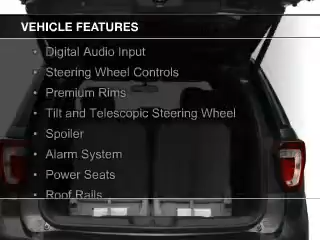 VEHICLE FEATURES
• Digital Audio Input
• Steering Wheel Controls
• Premium Rims
• Tilt and Telescopic Steering Wheel
• Spoiler
• Alarm System
• Power Seats
• Roof Rails